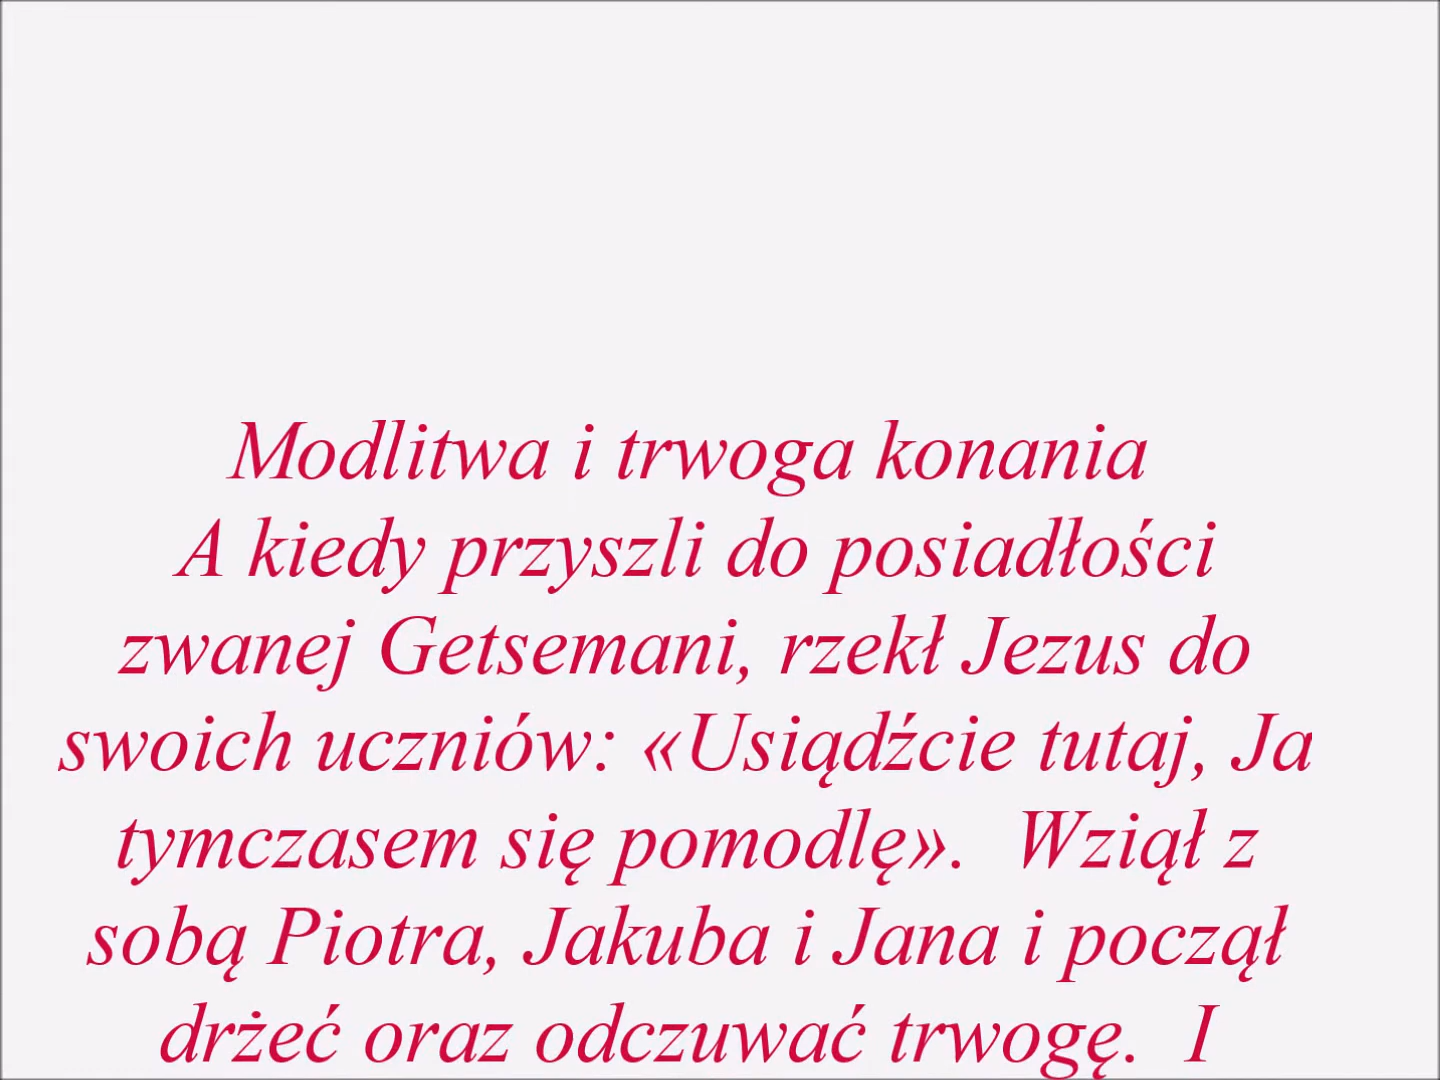 Modlitwa i trwoga konania
A kiedy przyszli do posiadłości
zwanej Getsemani, rzekł Jezus do
swoich uczniów: «Usiądźcie tutaj, Ja
tymczasem się pomodlę».  Wziął z
sobą Piotra, Jakuba i Jana i począł
drżeć oraz odczuwać trwogę.  I